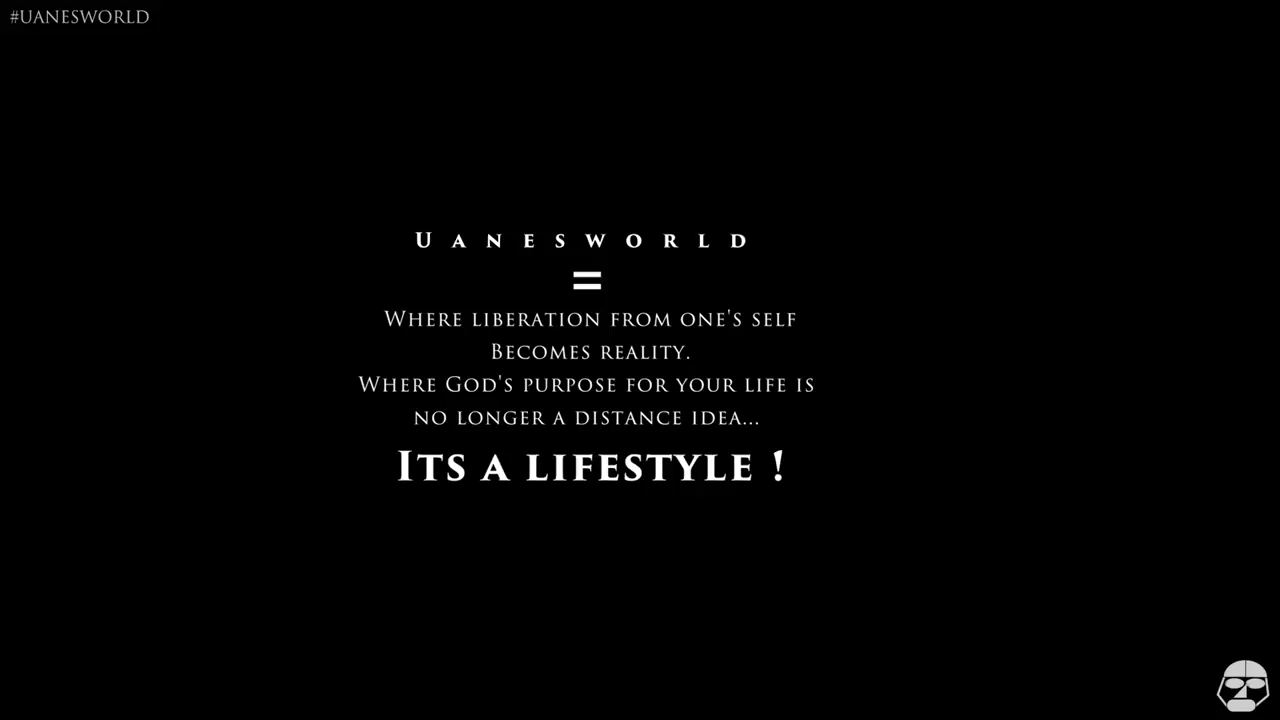 #UANESWORLD
UANESWORLD
=
WHERE LIBERATION FROM ONE'S SELF
BECOMES REALITY.
WHERE GOD'S PURPOSE FOR YOUR LIFE IS
NO LONGER A DISTANCE IDEA...
ITS A LIFESTYLE !